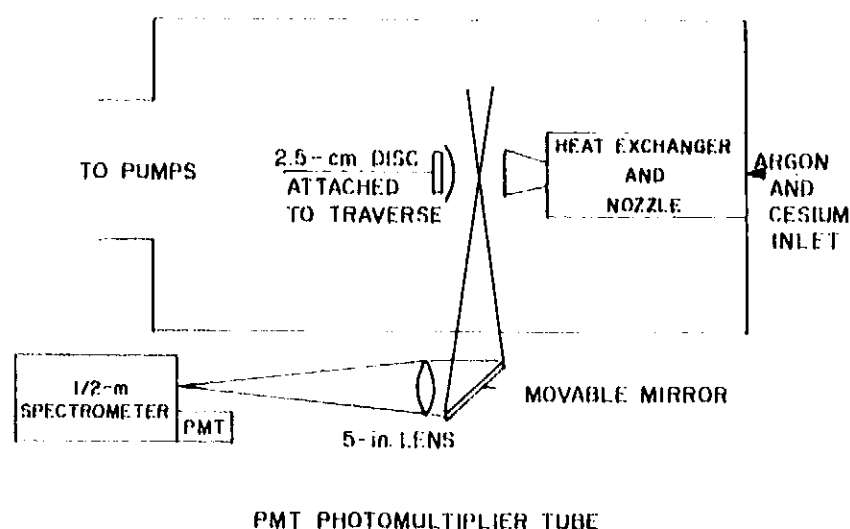 TO PUMPS
2.5-cm DISC
ATTACHED
TO TRAVERSE
HEAT EXCHANGER
AND
NOZZLE
ARGON
AND
CESIUM
INLET
1/2-m
SPECTROMETER
PMT
5-in. LENS
MOVABLE MIRROR
PMT PHOTOMULTIPLIER TUBE